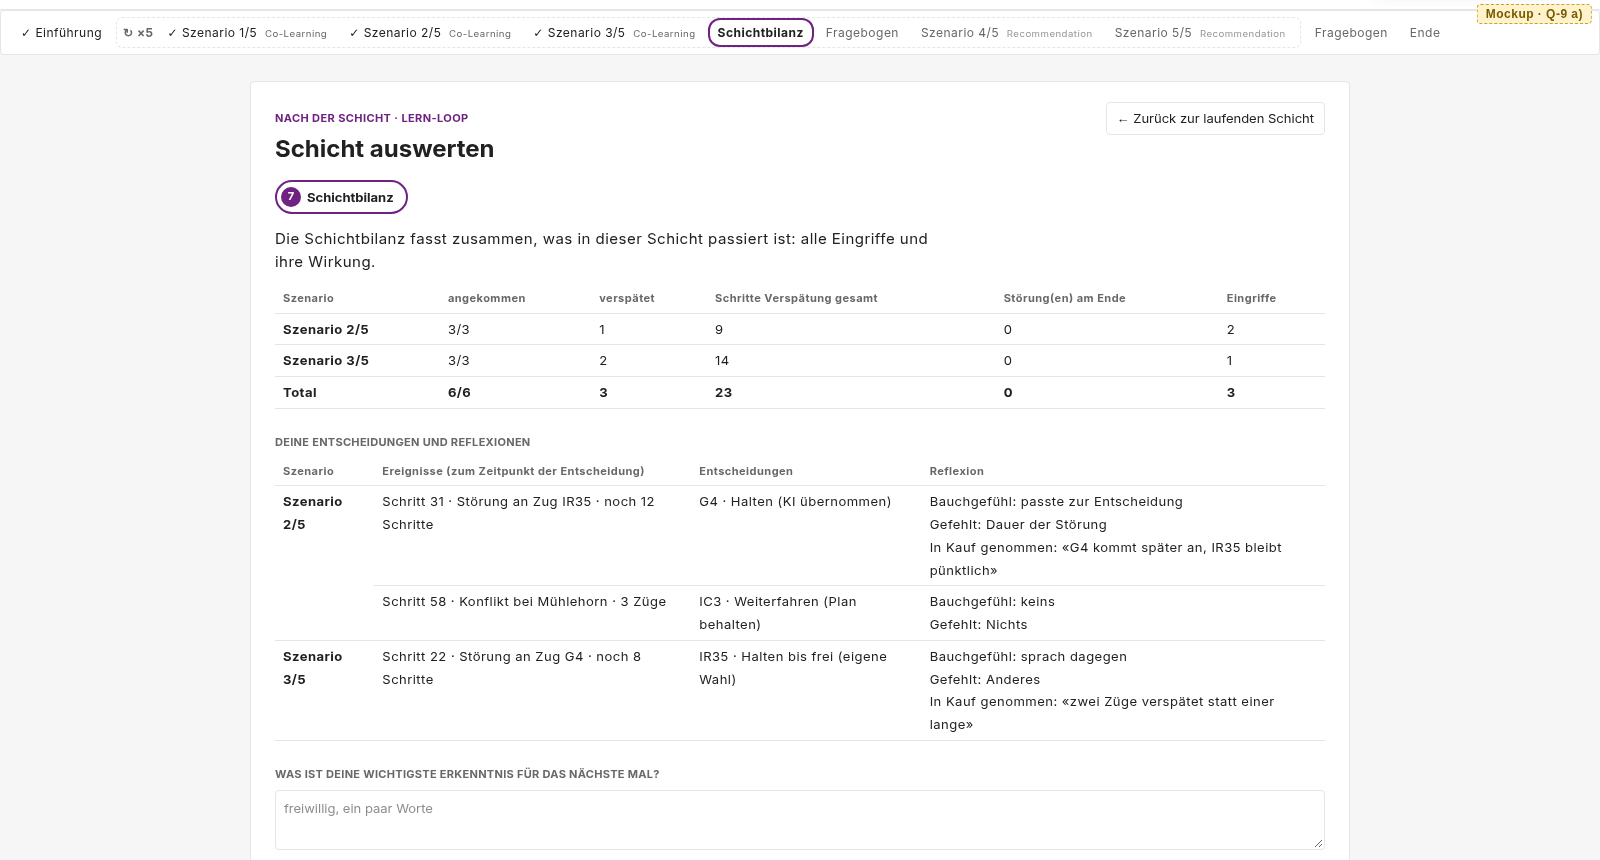 Mockup · Q-9 a)
✓ Einführung ↻ ×5 ✓ Szenario 1/5 Co-Learning ✓ Szenario 2/5 Co-Learning ✓ Szenario 3/5 Co-Learning Schichtbilanz Fragebogen Szenario 4/5 Recommendation Szenario 5/5 Recommendation Fragebogen Ende
NACH DER SCHICHT · LERN-LOOP
← Zurück zur laufenden Schicht
Schicht auswerten
7 Schichtbilanz
Die Schichtbilanz fasst zusammen, was in dieser Schicht passiert ist: alle Eingriffe und
ihre Wirkung.
Szenario angekommen verspätet Schritte Verspätung gesamt Störung(en) am Ende Eingriffe
Szenario 2/5 3/3 1 9 0 2
Szenario 3/5 3/3 2 14 0 1
Total 6/6 3 23 0 3
DEINE ENTSCHEIDUNGEN UND REFLEXIONEN
Szenario Ereignisse (zum Zeitpunkt der Entscheidung) Entscheidungen Reflexion
Szenario 2/5
Schritt 31 · Störung an Zug IR35 · noch 12
Schritte
G4 · Halten (KI übernommen)
Bauchgefühl: passte zur Entscheidung
Gefehlt: Dauer der Störung
In Kauf genommen: «G4 kommt später an, IR35 bleibt
pünktlich»
Schritt 58 · Konflikt bei Mühlehorn · 3 Züge
IC3 · Weiterfahren (Plan
behalten)
Bauchgefühl: keins
Gefehlt: Nichts
Szenario 3/5
Schritt 22 · Störung an Zug G4 · noch 8
Schritte
IR35 · Halten bis frei (eigene
Wahl)
Bauchgefühl: sprach dagegen
Gefehlt: Anderes
In Kauf genommen: «zwei Züge verspätet statt einer
lange»
WAS IST DEINE WICHTIGSTE ERKENNTNIS FÜR DAS NÄCHSTE MAL?
freiwillig, ein paar Worte